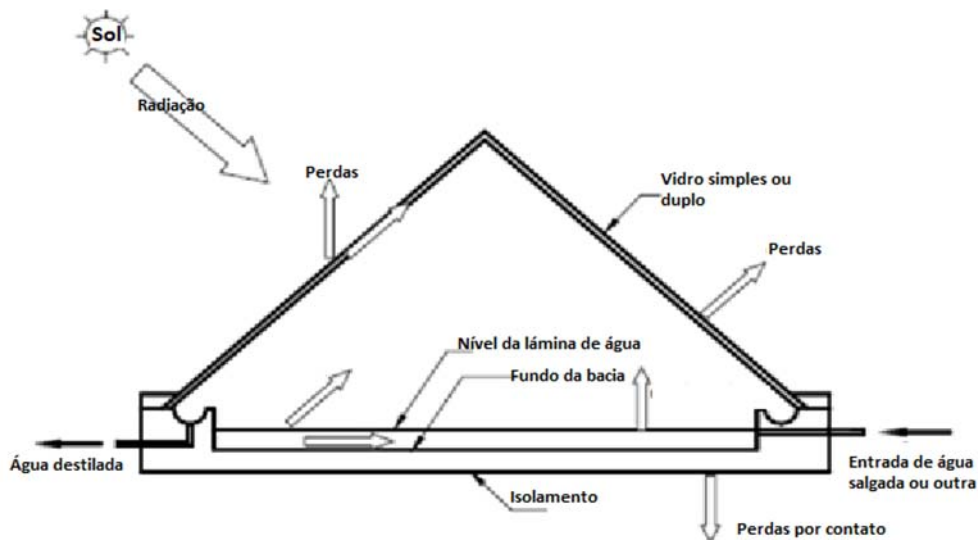 Sol
Radiação
Perdas
Vidro simples ou
duplo
Perdas
Nível da lámina de água
Fundo da bacia
Água destilada
Entrada de água
salgada ou outra
Isolamento
Perdas por contato